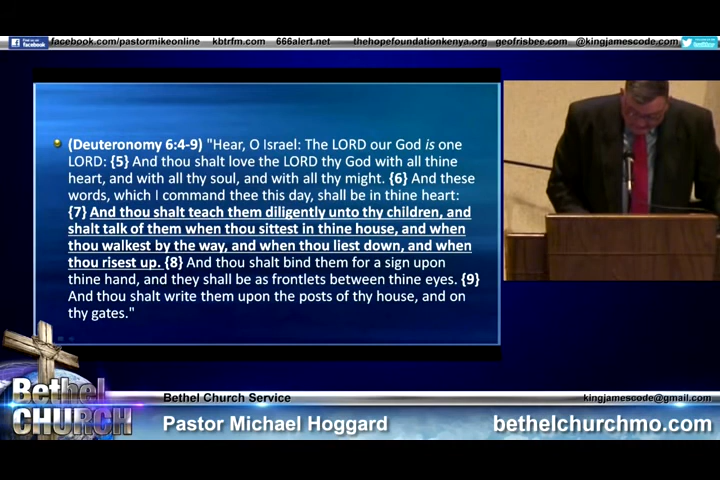 Find us on facebook
facebook.com/pastormikeonline kbtrfm.com 666alert.net thehopefoundationkenya.org geofrisbee.com @kingjamescode.com twitter
(Deuteronomy 6:4-9) "Hear, O Israel: The LORD our God is one
LORD: {5} And thou shalt love the LORD thy God with all thine
heart, and with all thy soul, and with all thy might. {6} And these
words, which I command thee this day, shall be in thine heart:
{7} And thou shalt teach them diligently unto thy children, and
shalt talk of them when thou sittest in thine house, and when
thou walkest by the way, and when thou liest down, and when
thou risest up. {8} And thou shalt bind them for a sign upon
thine hand, and they shall be as frontlets between thine eyes. {9}
And thou shalt write them upon the posts of thy house, and on
thy gates."
Bethel
CHURCH
Bethel Church Service kingjamescode@gmail.com
Pastor Michael Hoggard bethelchurchmo.com